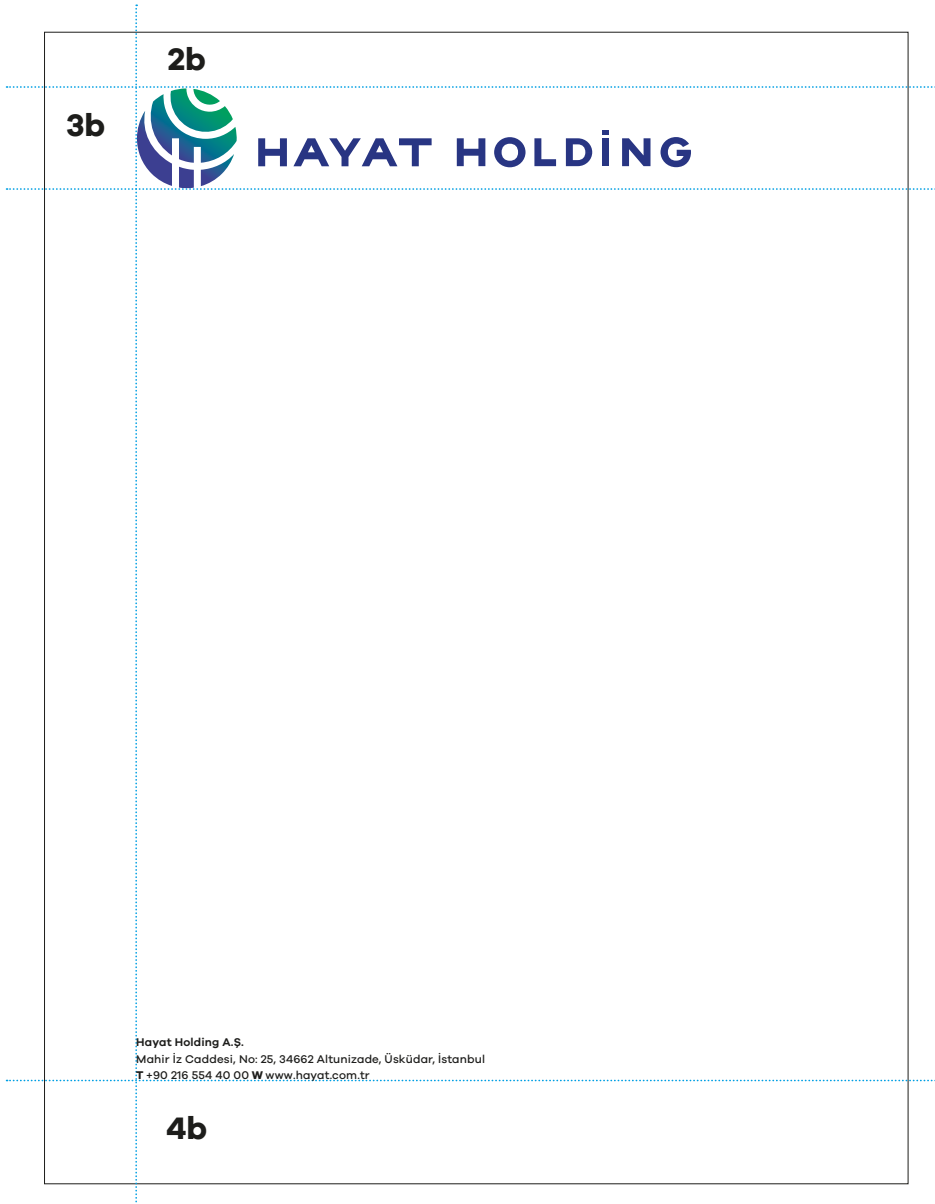 2b
3b
HAYAT HOLDİNG
Hayat Holding A.Ş.
Mahir İz Caddesi, No: 25, 34662 Altunizade, Üsküdar, İstanbul
T +90 216 554 40 00 W www.hayat.com.tr
4b